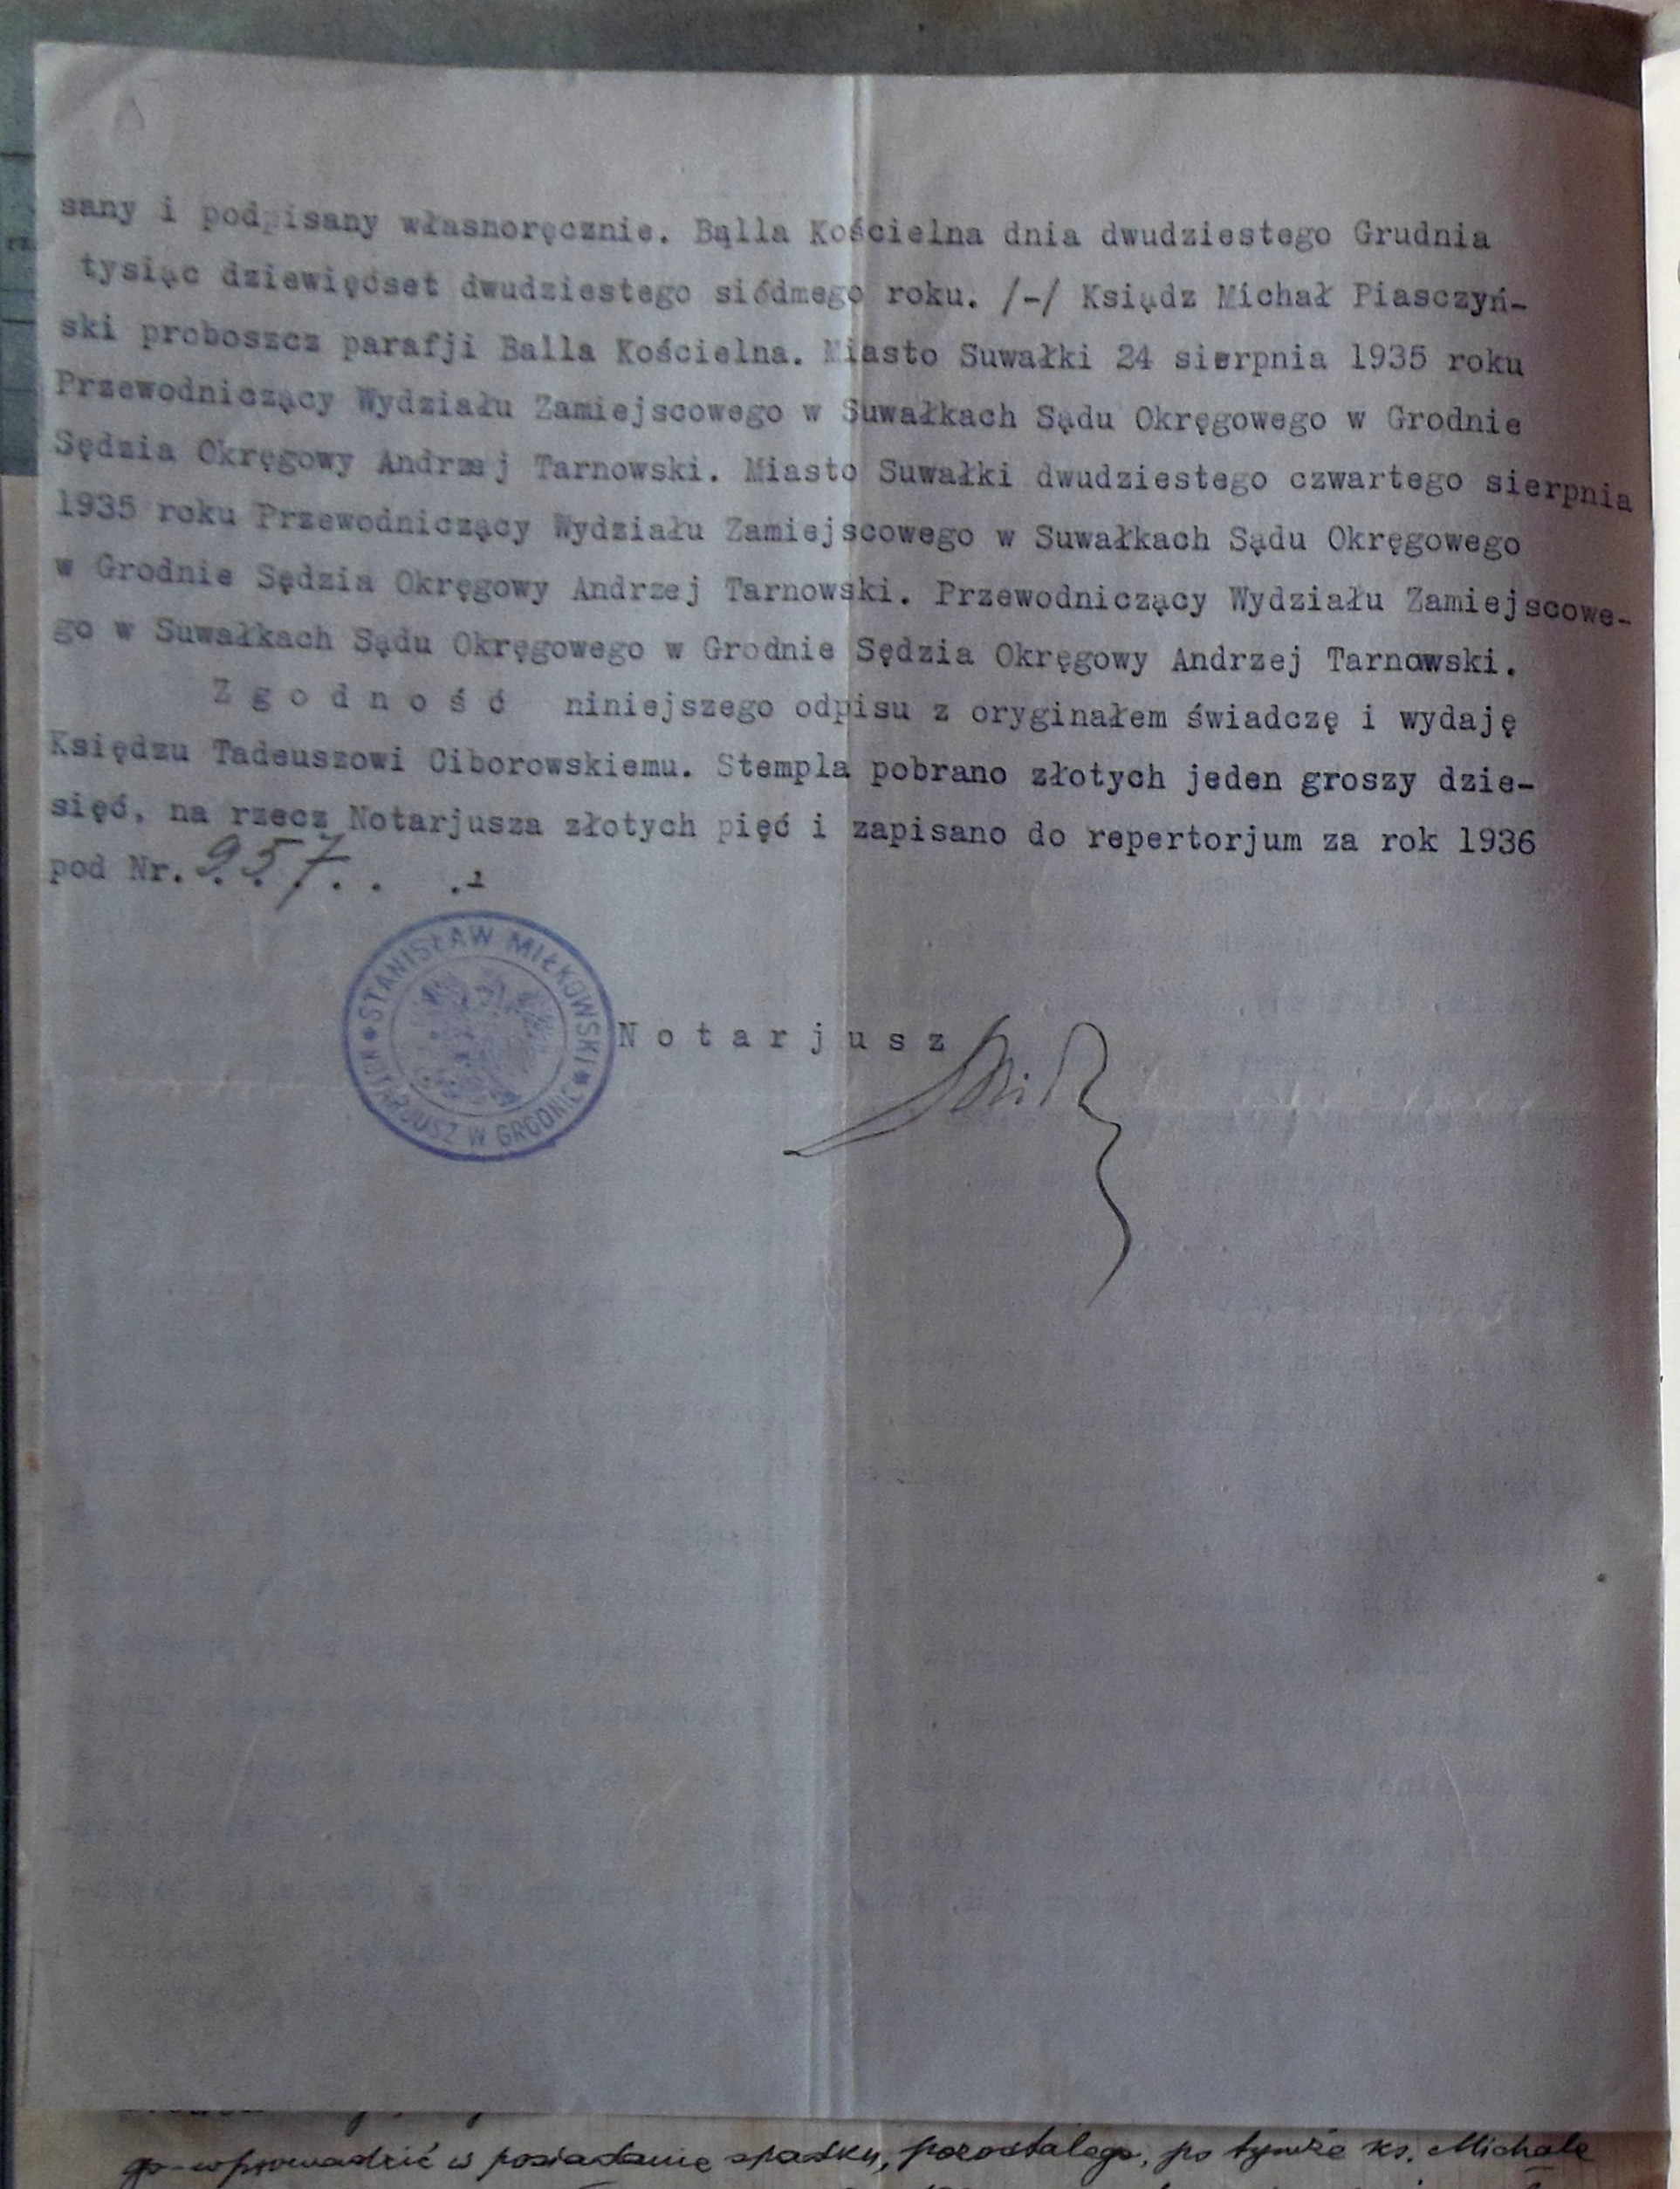 sany i podpisany własnoręcznie. Bąlla Kościelna dnia dwudziestego Grudnia
tysiąc dziewięćset dwudziestego siódmego roku. /-/ Ksiądz Michał Piasczyń-
ski proboszcz parafji Balla Kościelna. Miasto Suwałki 24 sierpnia 1935 roku
Przewodniczący Wydziału Zamiejscowego w Suwałkach Sądu Okręgowego w Grodnie
Sędzia Okręgowy Andrzej Tarnowski. Miasto Suwałki dwudziestego czwartego sierpnia
1935 roku Przewodniczący Wydziału Zamiejscowego w Suwałkach Sądu Okręgowego
w Grodnie Sędzia Okręgowy Andrzej Tarnowski. Przewodniczący Wydziału Zamiejscowe-
go w Suwałkach Sądu Okręgowego w Grodnie Sędzia Okręgowy Andrzej Tarnowski.
Zgodność niniejszego odpisu z oryginałem świadczę i wydaję
Księdzu Tadeuszowi Ciborowskiemu. Stempla pobrano złotych jeden groszy dzie-
sięć, na rzecz Notarjusza złotych pięć i zapisano do repertorjum za rok 1936
pod Nr. 957.
STANISŁAW MIŁKOWSKI
NOTARJUSZ W GRODNIE
Notarjusz
go wprowadzić w posiadanie spadku, pozostałego, po tymże ks. Michale